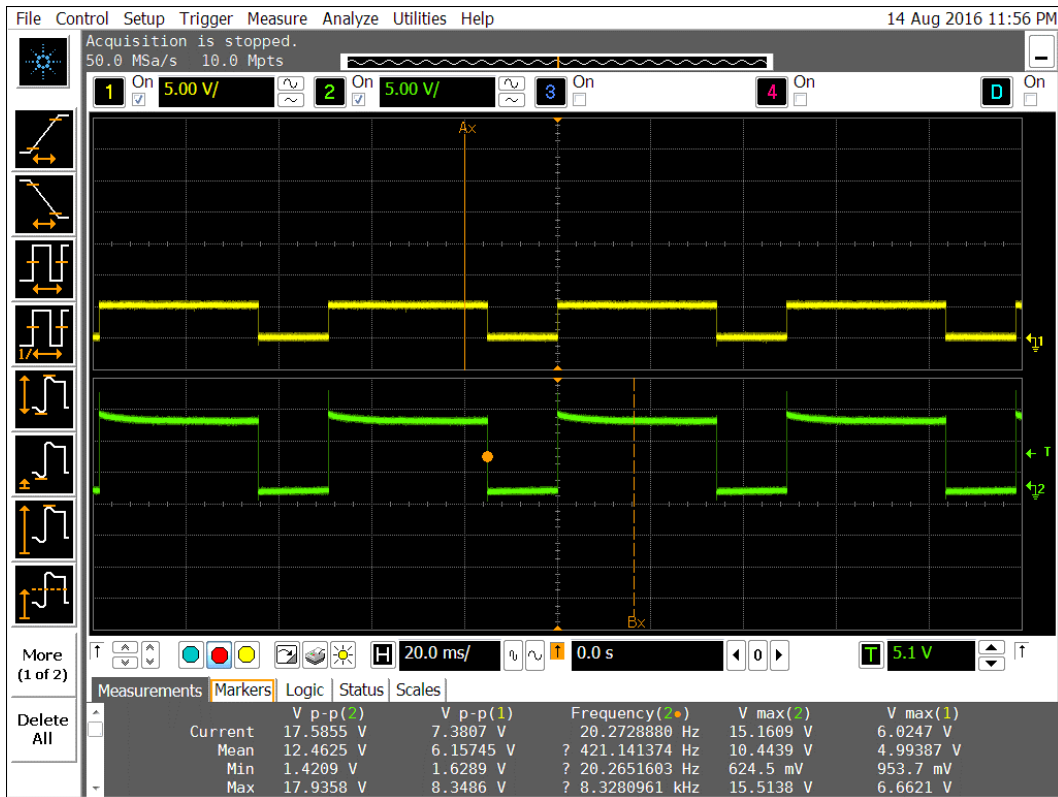 File Control Setup Trigger Measure Analyze Utilities Help 14 Aug 2016 11:56 PM
Acquisition is stopped.
50.0 MSa/s 10.0 Mpts
1 On 5.00 V/ 2 On 5.00 V/ 3 On 4 On D On
Ax
1
T
2
Bx
1/
More
(1 of 2)
Delete
All
H 20.0 ms/ 0.0 s 0 T 5.1 V
Measurements Markers Logic Status Scales
V p-p(2) V p-p(1) Frequency(2●) V max(2) V max(1)
Current 17.5855 V 7.3807 V 20.2728880 Hz 15.1609 V 6.0247 V
Mean 12.4625 V 6.15745 V ? 421.141374 Hz 10.4439 V 4.99387 V
Min 1.4209 V 1.6289 V ? 20.2651603 Hz 624.5 mV 953.7 mV
Max 17.9358 V 8.3486 V ? 8.3280961 kHz 15.5138 V 6.6621 V